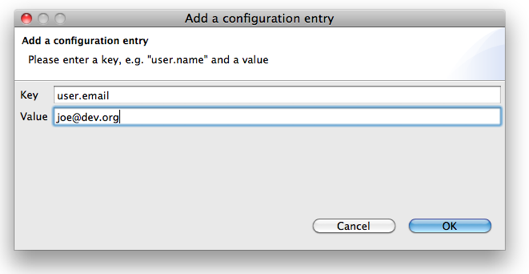 Add a configuration entry
Add a configuration entry
Please enter a key, e.g. "user.name" and a value
Key user.email
Value joe@dev.org
Cancel OK